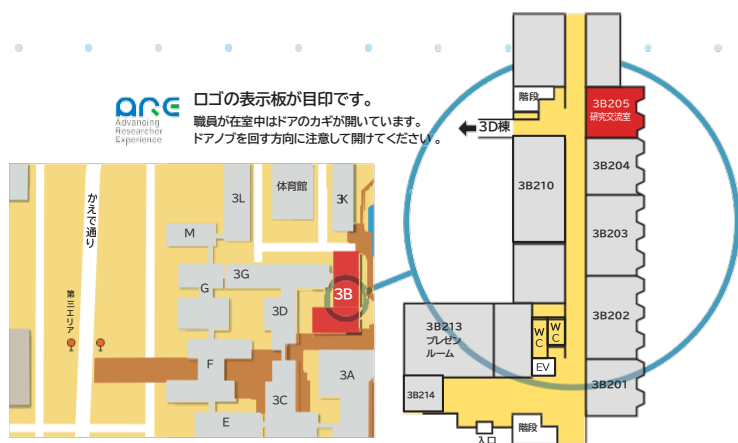 ARE
Advancing
Researcher
Experience
ロゴの表示板が目印です。
職員が在室中はドアのカギが開いています。
ドアノブを回す方向に注意して開けてください。
かえで通り
第三エリア
3L
体育館
3K
M
G
3G
3B
3D
F
3A
3C
E
階段
3D棟
3B205
研究交流室
3B204
3B210
3B203
3B202
3B213
プレゼン
ルーム
WC
WC
EV
3B201
3B214
入口
階段